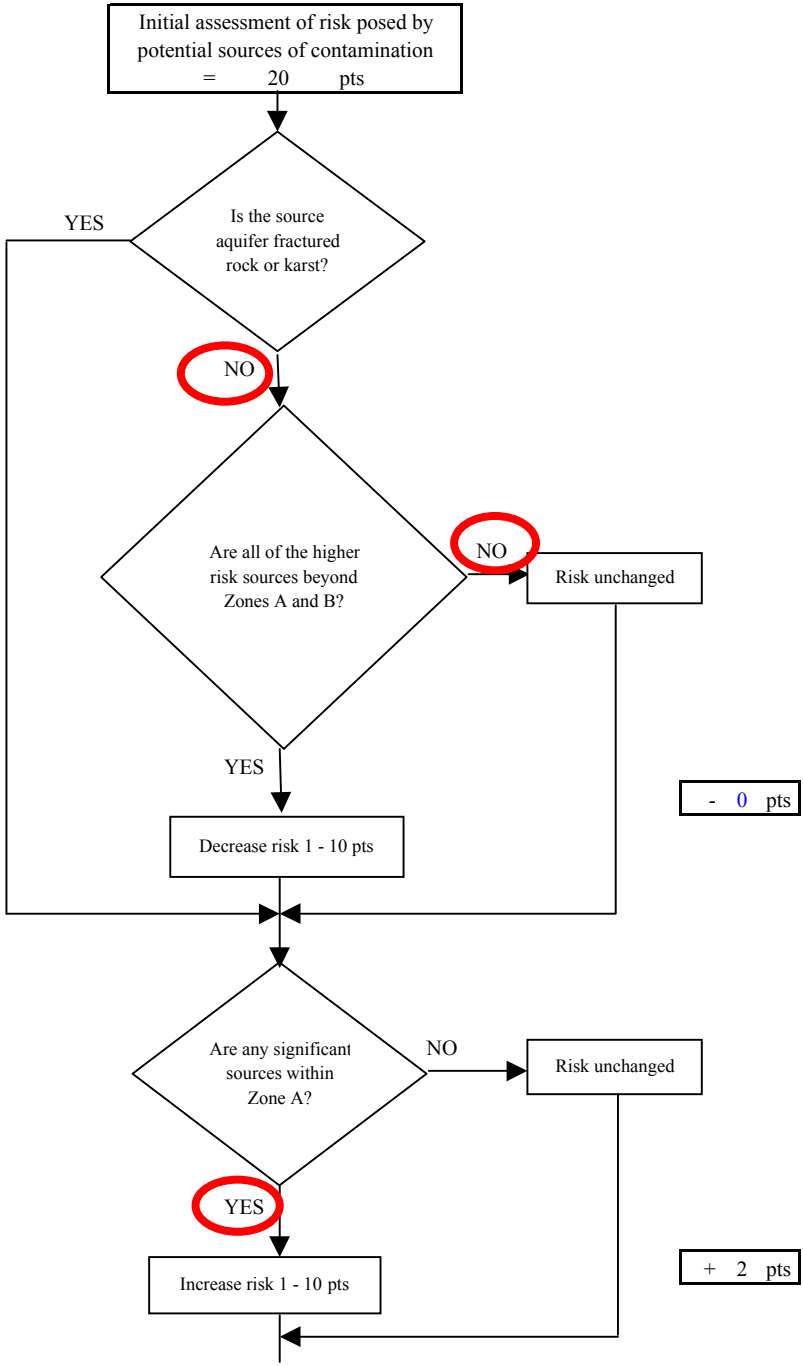 Initial assessment of risk posed by
potential sources of contamination
= 20 pts
YES
Is the source
aquifer fractured
rock or karst?
NO
Are all of the higher
risk sources beyond
Zones A and B?
NO
Risk unchanged
YES
- 0 pts
Decrease risk 1 - 10 pts
Are any significant
sources within
Zone A?
NO
Risk unchanged
YES
+ 2 pts
Increase risk 1 - 10 pts